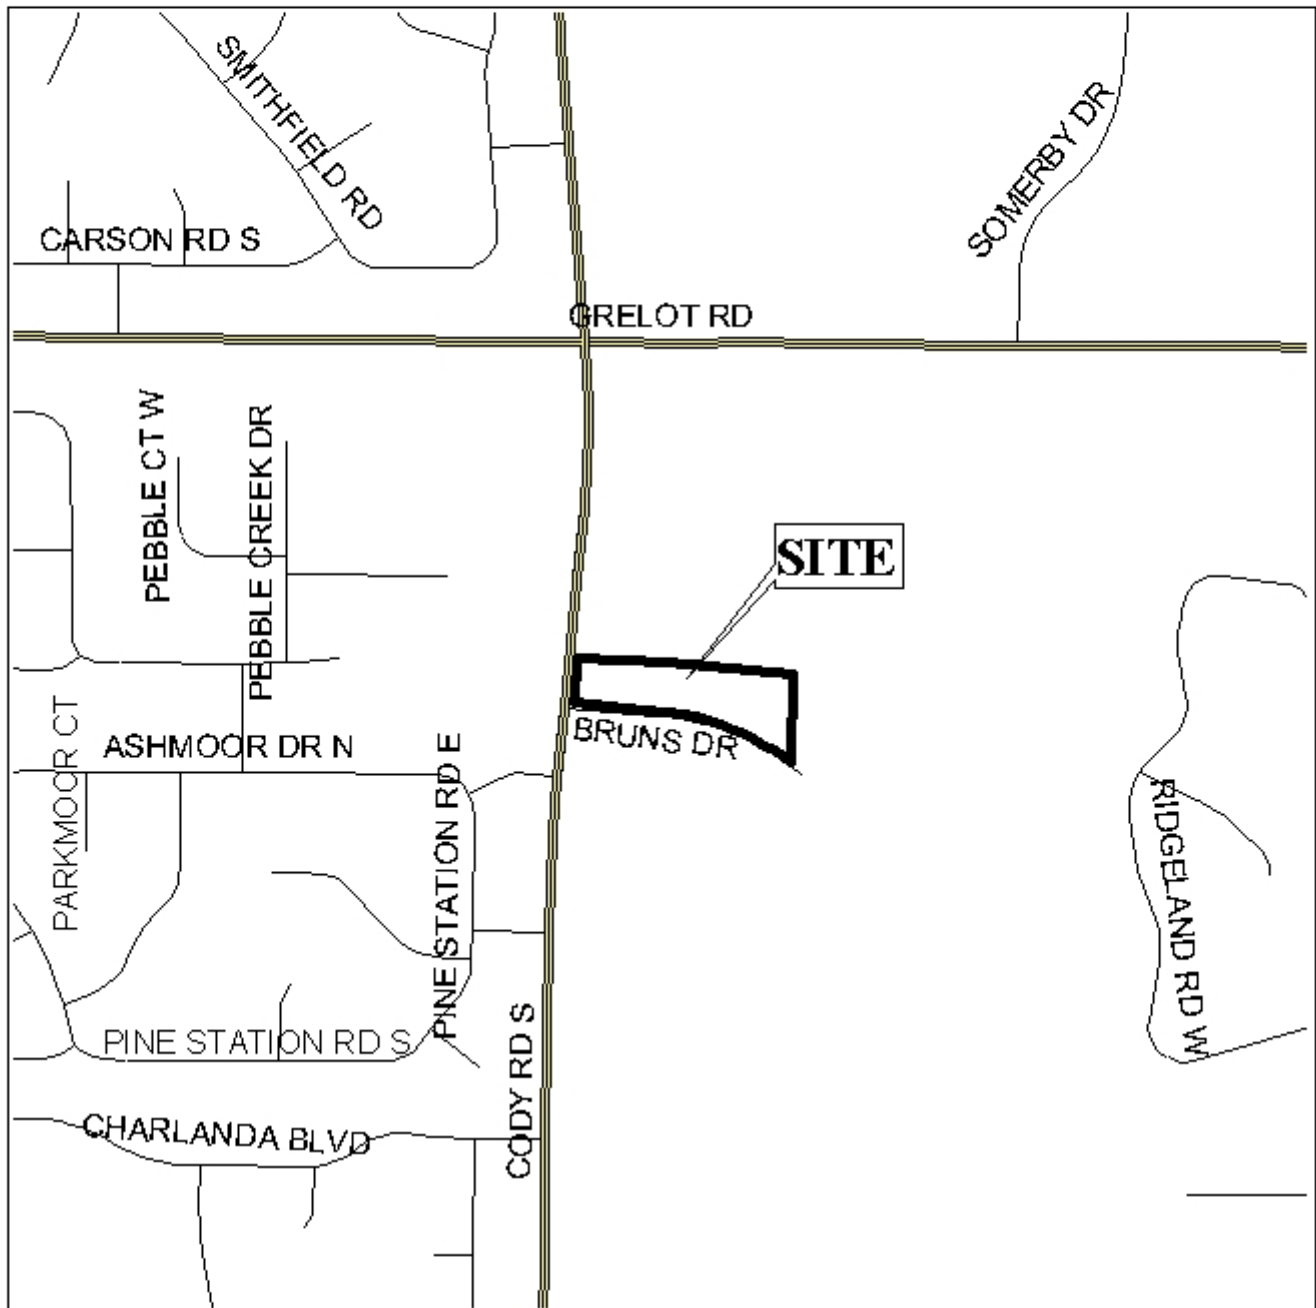 SMITHFIELD RD
SOMERBY DR
CARSON RD S
GRELOT RD
PEBBLE CT W
PEBBLE CREEK DR
SITE
BRUNS DR
PARKMOOR CT
ASHMOOR DR N
PINE STATION RD E
RIDGELAND RD W
PINE STATION RD S
CODY RD S
CHARLANDA BLVD